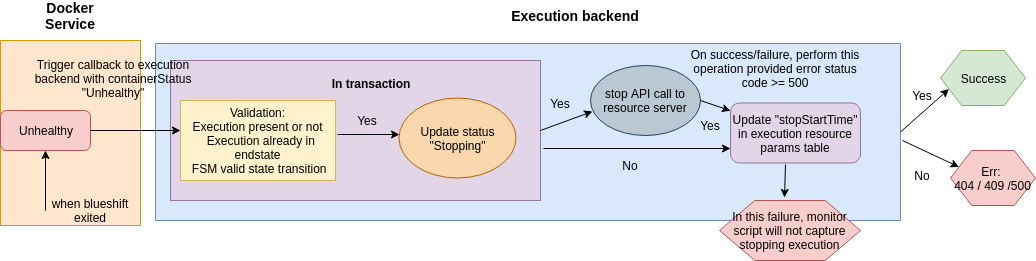 Docker
Service
Execution backend
Trigger callback to execution
backend with containerStatus
"Unhealthy"
Unhealthy
when blueshift
exited
In transaction
Validation:
Execution present or not
Execution already in
endstate
FSM valid state transition
Yes
Update status
"Stopping"
Yes
No
stop API call to
resource server
On success/failure, perform this
operation provided error status
code >= 500
Yes
Update "stopStartTime"
in execution resource
params table
In this failure, monitor
script will not capture
stopping execution
Yes
Success
No
Err:
404 / 409 /500